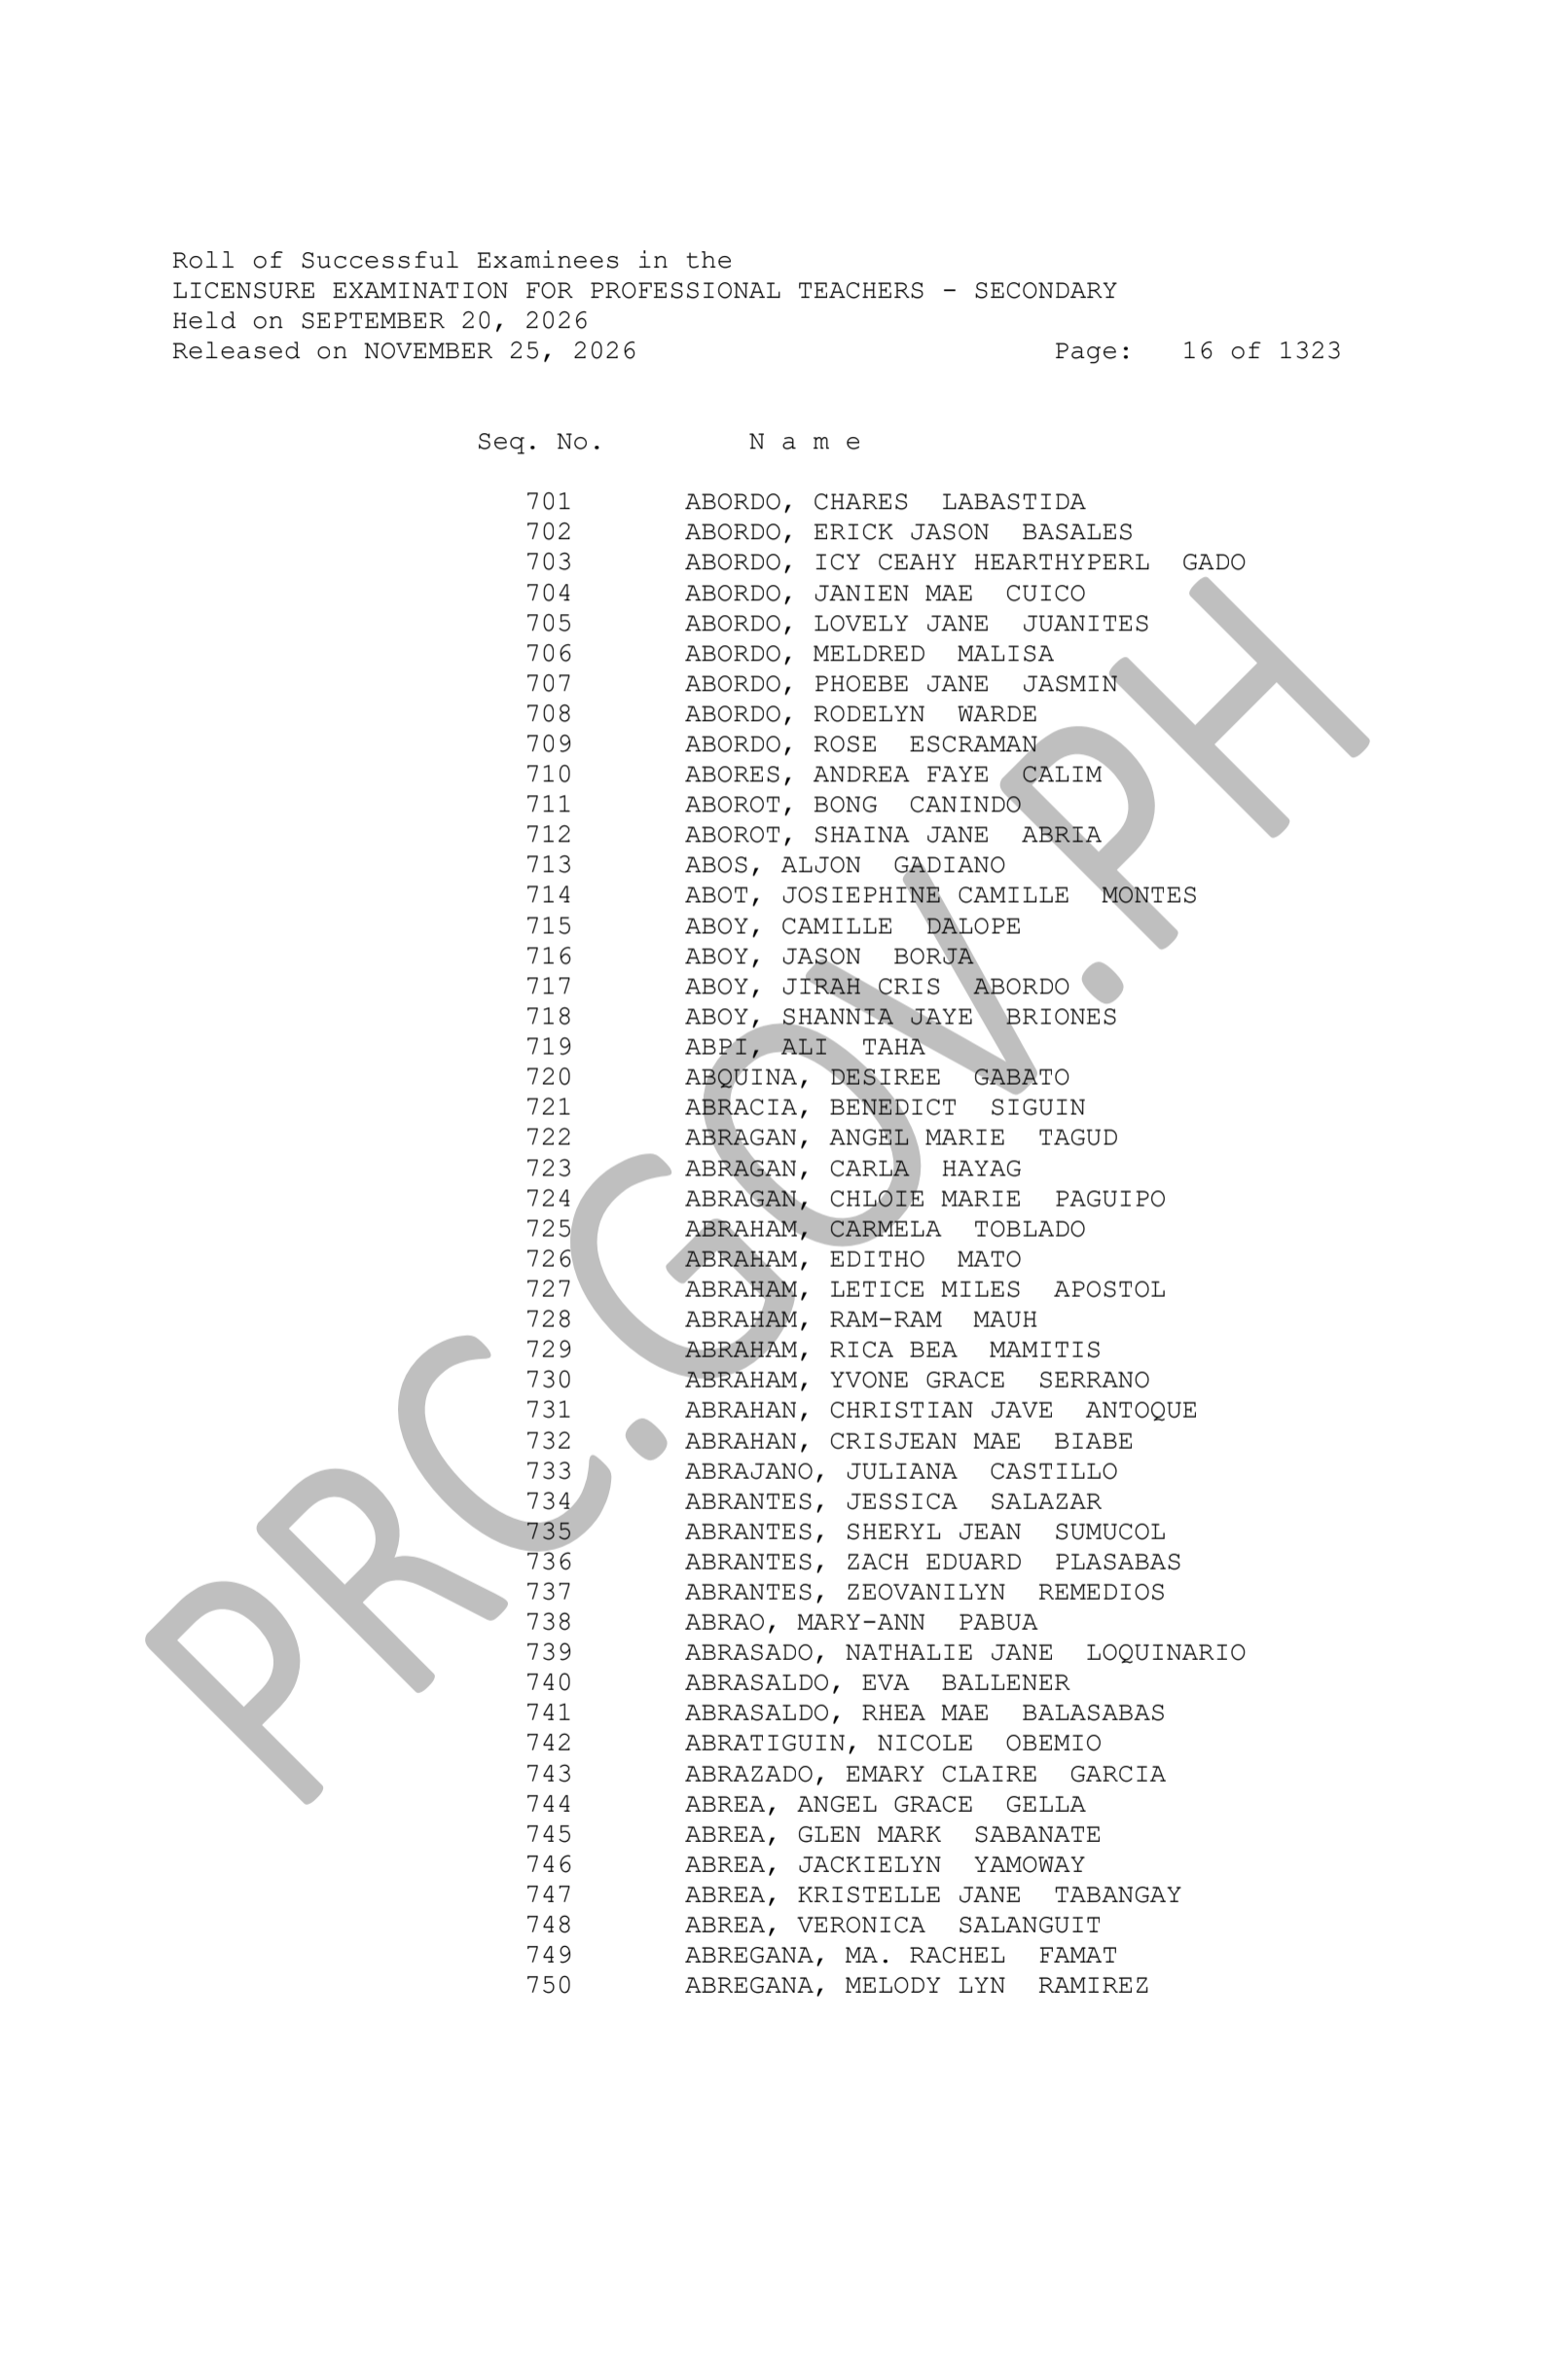 Roll of Successful Examinees in the
LICENSURE EXAMINATION FOR PROFESSIONAL TEACHERS - SECONDARY
Held on SEPTEMBER 20, 2026
Released on NOVEMBER 25, 2026 Page: 16 of 1323
Seq. No. N a m e
701 ABORDO, CHARES LABASTIDA
702 ABORDO, ERICK JASON BASALES
703 ABORDO, ICY CEAHY HEARTHYPERL GADO
704 ABORDO, JANIEN MAE CUICO
705 ABORDO, LOVELY JANE JUANITES
706 ABORDO, MELDRED MALISA
707 ABORDO, PHOEBE JANE JASMIN
708 ABORDO, RODELYN WARDE
709 ABORDO, ROSE ESCRAMAN
710 ABORES, ANDREA FAYE CALIM
711 ABOROT, BONG CANINDO
712 ABOROT, SHAINA JANE ABRIA
713 ABOS, ALJON GADIANO
714 ABOT, JOSIEPHINE CAMILLE MONTES
715 ABOY, CAMILLE DALOPE
716 ABOY, JASON BORJA
717 ABOY, JIRAH CRIS ABORDO
718 ABOY, SHANNIA JAYE BRIONES
719 ABPI, ALI TAHA
720 ABQUINA, DESIREE GABATO
721 ABRACIA, BENEDICT SIGUIN
722 ABRAGAN, ANGEL MARIE TAGUD
723 ABRAGAN, CARLA HAYAG
724 ABRAGAN, CHLOIE MARIE PAGUIPO
725 ABRAHAM, CARMELA TOBLADO
726 ABRAHAM, EDITHO MATO
727 ABRAHAM, LETICE MILES APOSTOL
728 ABRAHAM, RAM-RAM MAUH
729 ABRAHAM, RICA BEA MAMITIS
730 ABRAHAM, YVONE GRACE SERRANO
731 ABRAHAN, CHRISTIAN JAVE ANTOQUE
732 ABRAHAN, CRISJEAN MAE BIABE
733 ABRAJANO, JULIANA CASTILLO
734 ABRANTES, JESSICA SALAZAR
735 ABRANTES, SHERYL JEAN SUMUCOL
736 ABRANTES, ZACH EDUARD PLASABAS
737 ABRANTES, ZEOVANILYN REMEDIOS
738 ABRAO, MARY-ANN PABUA
739 ABRASADO, NATHALIE JANE LOQUINARIO
740 ABRASALDO, EVA BALLENER
741 ABRASALDO, RHEA MAE BALASABAS
742 ABRATIGUIN, NICOLE OBEMIO
743 ABRAZADO, EMARY CLAIRE GARCIA
744 ABREA, ANGEL GRACE GELLA
745 ABREA, GLEN MARK SABANATE
746 ABREA, JACKIELYN YAMOWAY
747 ABREA, KRISTELLE JANE TABANGAY
748 ABREA, VERONICA SALANGUIT
749 ABREGANA, MA. RACHEL FAMAT
750 ABREGANA, MELODY LYN RAMIREZ
PRC.GOV.PH